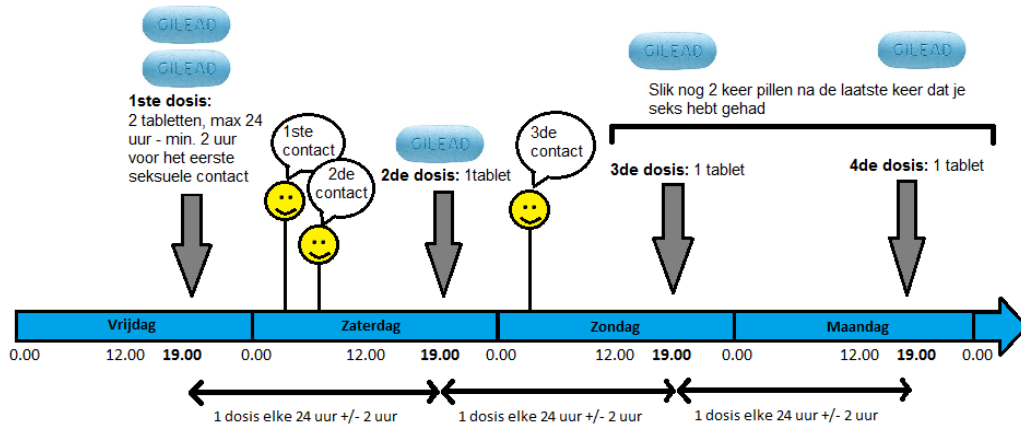 GILEAD
GILEAD
1ste dosis:
2 tabletten, max 24
uur - min. 2 uur
voor het eerste
seksuele contact
1ste
contact
2de
contact
GILEAD
2de dosis: 1tablet
3de
contact
GILEAD
GILEAD
Slik nog 2 keer pillen na de laatste keer dat je
seks hebt gehad
3de dosis: 1 tablet
4de dosis: 1 tablet
Vrijdag
Zaterdag
Zondag
Maandag
0.00 12.00 19.00 0.00 12.00 19.00 0.00 12.00 19.00 0.00 12.00 19.00 0.00
1 dosis elke 24 uur +/- 2 uur
1 dosis elke 24 uur +/- 2 uur
1 dosis elke 24 uur +/- 2 uur